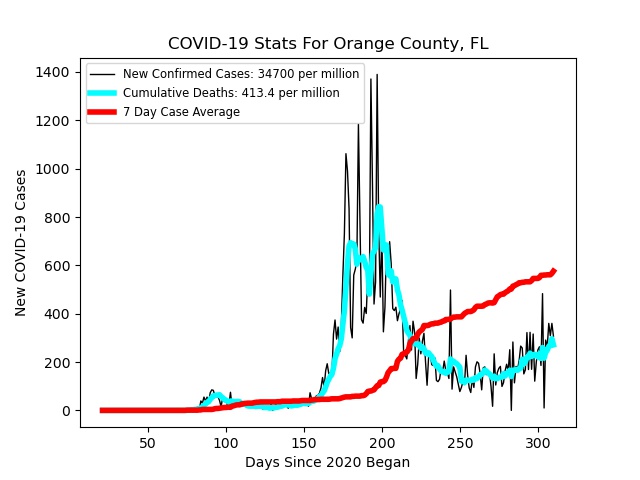 COVID-19 Stats For Orange County, FL
New Confirmed Cases: 34700 per million
Cumulative Deaths: 413.4 per million
7 Day Case Average
1400
1200
1000
800
600
400
200
0
New COVID-19 Cases
50 100 150 200 250 300
Days Since 2020 Began